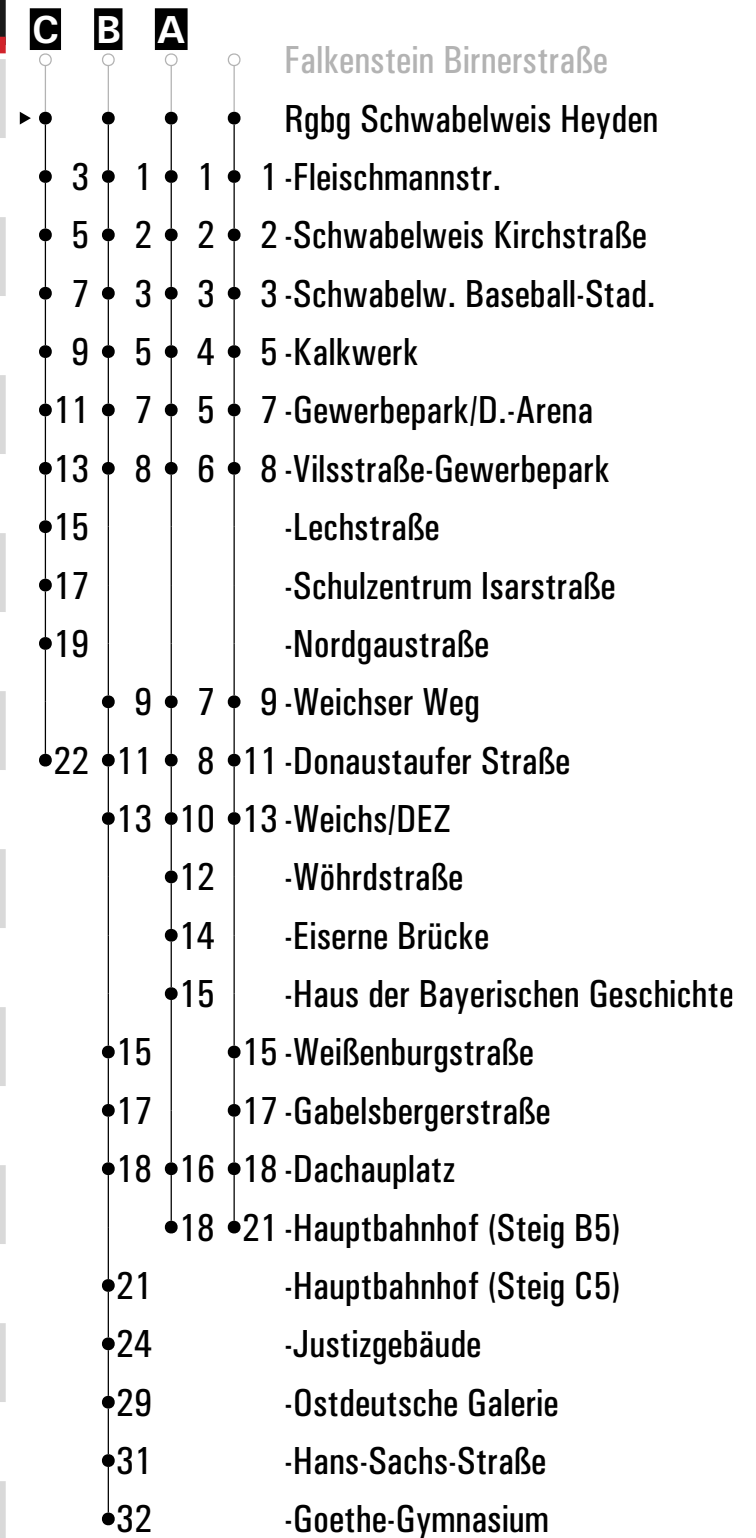 C B A
Falkenstein Birnerstraße
Rgbg Schwabelweis Heyden
3 1 1 1 -Fleischmannstr.
5 2 2 2 -Schwabelweis Kirchstraße
7 3 3 3 -Schwabelw. Baseball-Stad.
9 5 4 5 -Kalkwerk
11 7 5 7 -Gewerbepark/D.-Arena
13 8 6 8 -Vilsstraße-Gewerbepark
15 -Lechstraße
17 -Schulzentrum Isarstraße
19 -Nordgaustraße
9 7 9 -Weichser Weg
22 11 8 11 -Donaustaufer Straße
13 10 13 -Weichs/DEZ
12 -Wöhrdstraße
14 -Eiserne Brücke
15 -Haus der Bayerischen Geschichte
15 15 -Weißenburgstraße
17 17 -Gabelsbergerstraße
18 16 18 -Dachauplatz
18 21 -Hauptbahnhof (Steig B5)
21 -Hauptbahnhof (Steig C5)
24 -Justizgebäude
29 -Ostdeutsche Galerie
31 -Hans-Sachs-Straße
32 -Goethe-Gymnasium